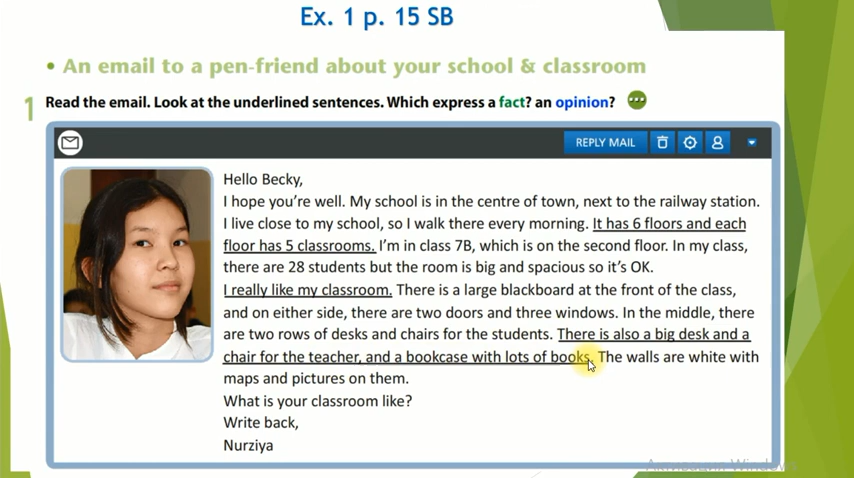 Ex. 1 p. 15 SB
• An email to a pen-friend about your school & classroom
1 Read the email. Look at the underlined sentences. Which express a fact? an opinion?
REPLY MAIL
Hello Becky,
I hope you're well. My school is in the centre of town, next to the railway station.
I live close to my school, so I walk there every morning. It has 6 floors and each
floor has 5 classrooms. I'm in class 7B, which is on the second floor. In my class,
there are 28 students but the room is big and spacious so it's OK.
I really like my classroom. There is a large blackboard at the front of the class,
and on either side, there are two doors and three windows. In the middle, there
are two rows of desks and chairs for the students. There is also a big desk and a
chair for the teacher, and a bookcase with lots of books. The walls are white with
maps and pictures on them.
What is your classroom like?
Write back,
Nurziya